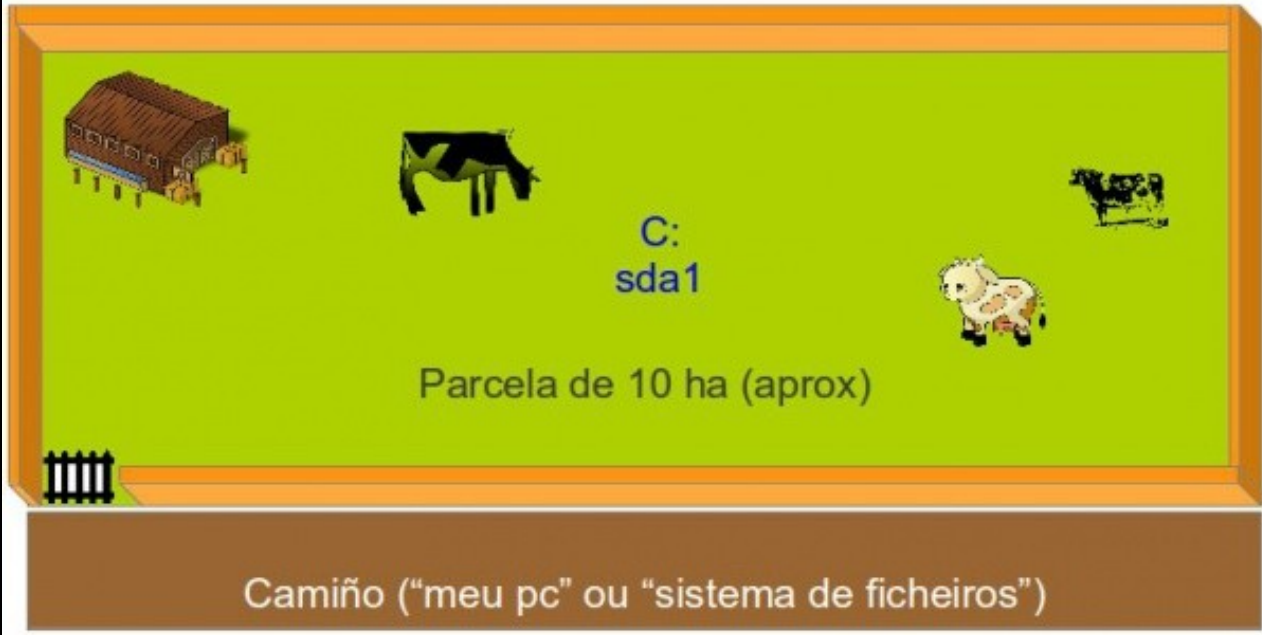 C:
sda1
Parcela de 10 ha (aprox)
Camiño (“meu pc” ou “sistema de ficheiros”)